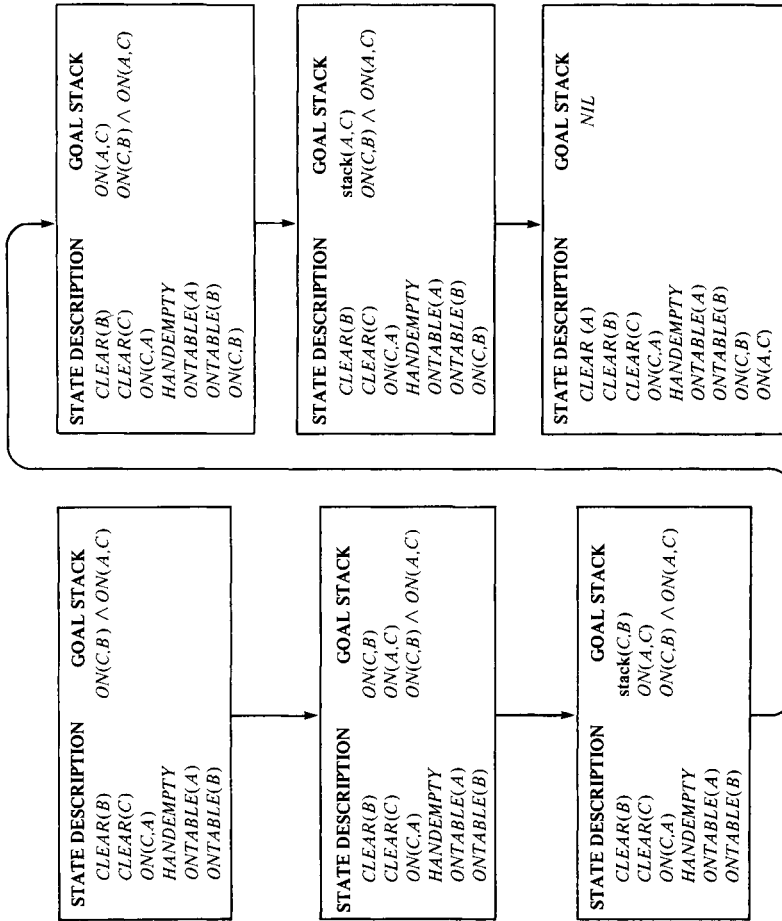 STATE DESCRIPTION GOAL STACK
CLEAR(B) ON(C,B) ∧ ON(A,C)
CLEAR(C)
ON(C,A)
HANDEMPTY
ONTABLE(A)
ONTABLE(B)
STATE DESCRIPTION GOAL STACK
CLEAR(B) ON(C,B)
CLEAR(C) ON(A,C)
ON(C,A) ON(C,B) ∧ ON(A,C)
HANDEMPTY
ONTABLE(A)
ONTABLE(B)
STATE DESCRIPTION GOAL STACK
CLEAR(B) stack(C,B)
CLEAR(C) ON(A,C)
ON(C,A) ON(C,B) ∧ ON(A,C)
HANDEMPTY
ONTABLE(A)
ONTABLE(B)
STATE DESCRIPTION GOAL STACK
CLEAR(B) ON(A,C)
CLEAR(C) ON(C,B) ∧ ON(A,C)
ON(C,A)
HANDEMPTY
ONTABLE(A)
ONTABLE(B)
ON(C,B)
STATE DESCRIPTION GOAL STACK
CLEAR(B) stack(A,C)
CLEAR(C) ON(C,B) ∧ ON(A,C)
ON(C,A)
HANDEMPTY
ONTABLE(A)
ONTABLE(B)
ON(C,B)
STATE DESCRIPTION GOAL STACK
CLEAR (A) NIL
CLEAR(B)
CLEAR(C)
ON(C,A)
HANDEMPTY
ONTABLE(A)
ONTABLE(B)
ON(C,B)
ON(A,C)